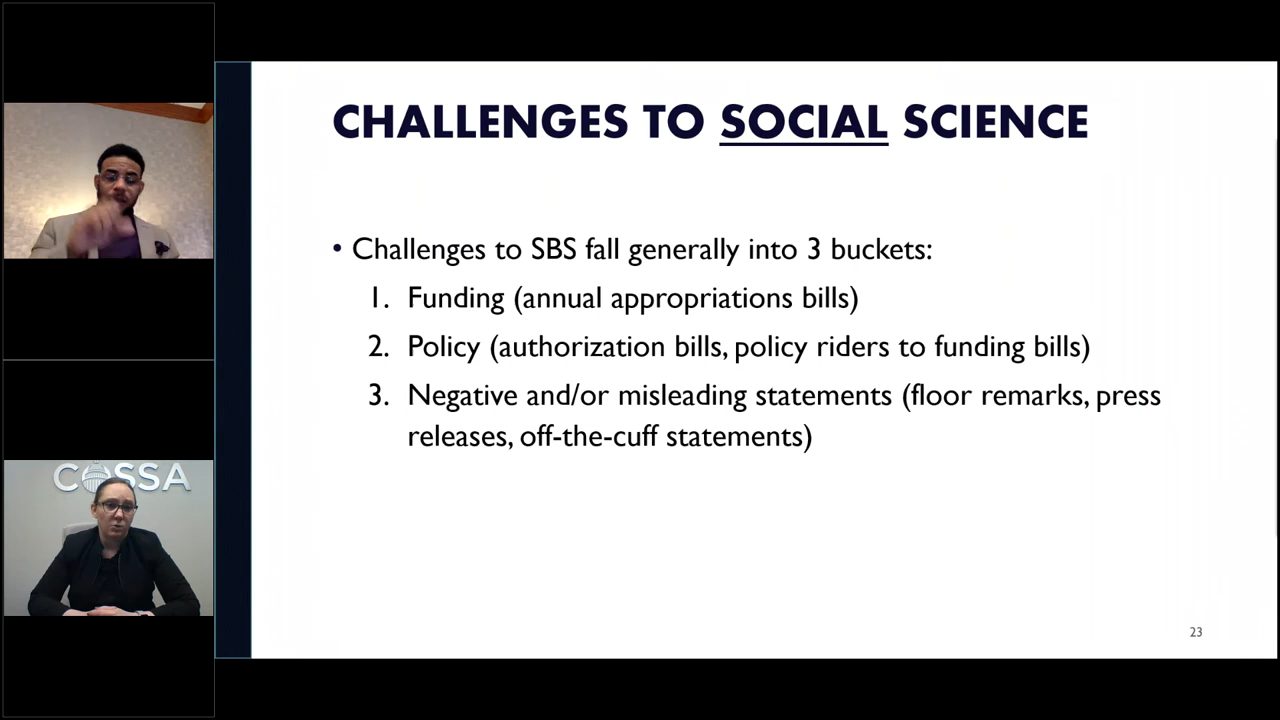 CHALLENGES TO SOCIAL SCIENCE
• Challenges to SBS fall generally into 3 buckets:
1. Funding (annual appropriations bills)
2. Policy (authorization bills, policy riders to funding bills)
3. Negative and/or misleading statements (floor remarks, press
releases, off-the-cuff statements)
COSSA
23